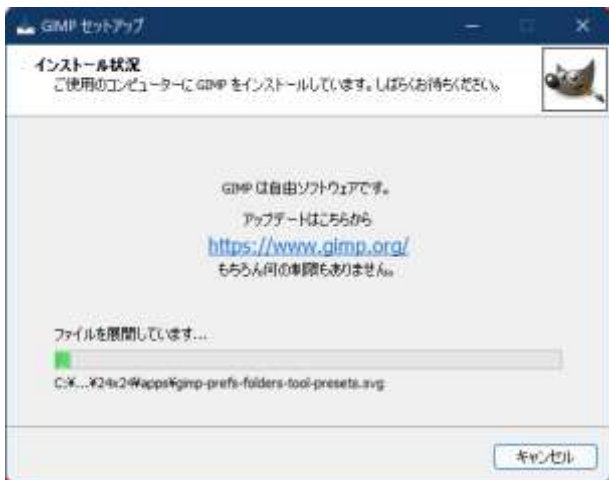 GIMP セットアップ
インストール状況
ご使用のコンピューターに GIMP をインストールしています。しばらくお待ちください。
GIMP は自由ソフトウェアです。
アップデートはこちらから
https://www.gimp.org/
もちろん何の制限もありません。
ファイルを展開しています...
C:¥...¥24x24¥apps¥gimp-prefs-folders-tool-presets.svg
キャンセル